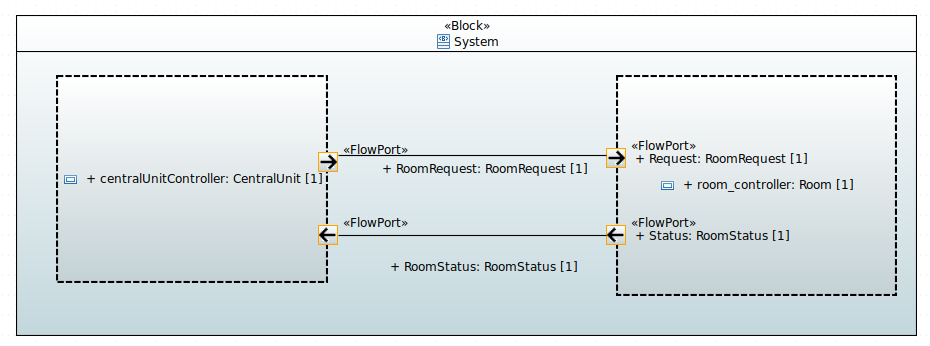 «Block»
System
«FlowPort»
+ RoomRequest: RoomRequest [1]
«FlowPort»
+ Request: RoomRequest [1]
+ centralUnitController: CentralUnit [1]
+ room_controller: Room [1]
«FlowPort»
«FlowPort»
+ Status: RoomStatus [1]
+ RoomStatus: RoomStatus [1]